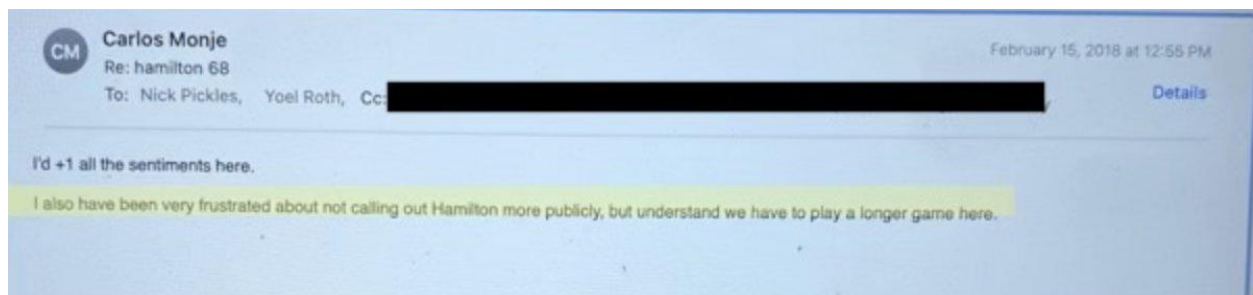 CM
Carlos Monje
February 15, 2018 at 12:55 PM
Re: hamilton 68
To: Nick Pickles, Yoel Roth, Cc:
Details
I'd +1 all the sentiments here.
I also have been very frustrated about not calling out Hamilton more publicly, but understand we have to play a longer game here.